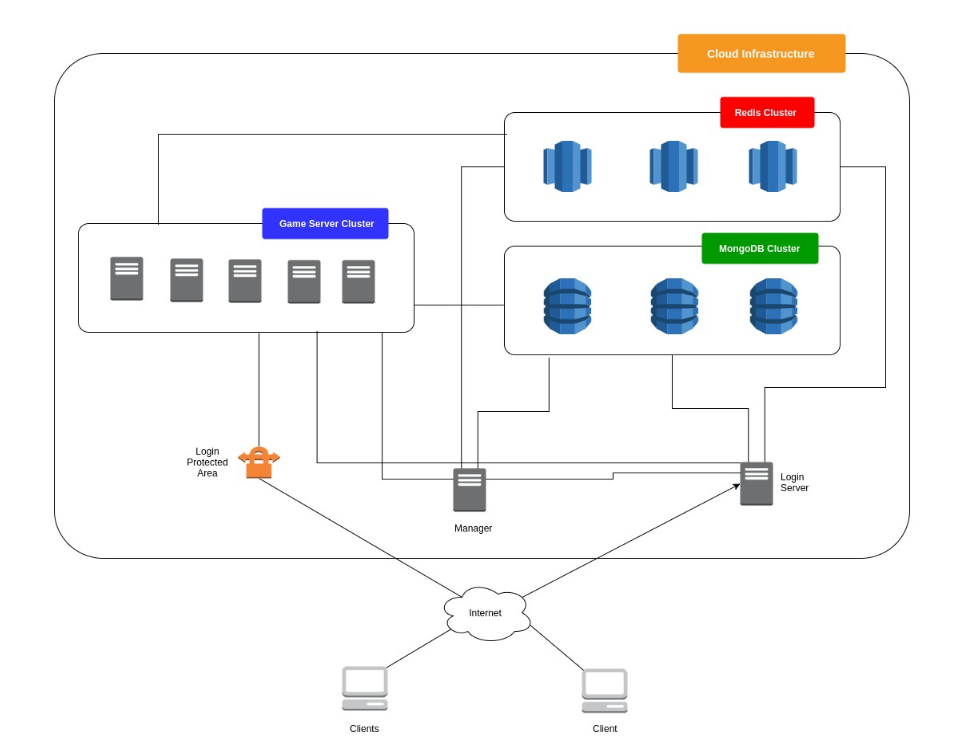 Cloud Infrastructure
Redis Cluster
Game Server Cluster
MongoDB Cluster
Login
Protected
Area
Manager
Login
Server
Internet
Clients
Client